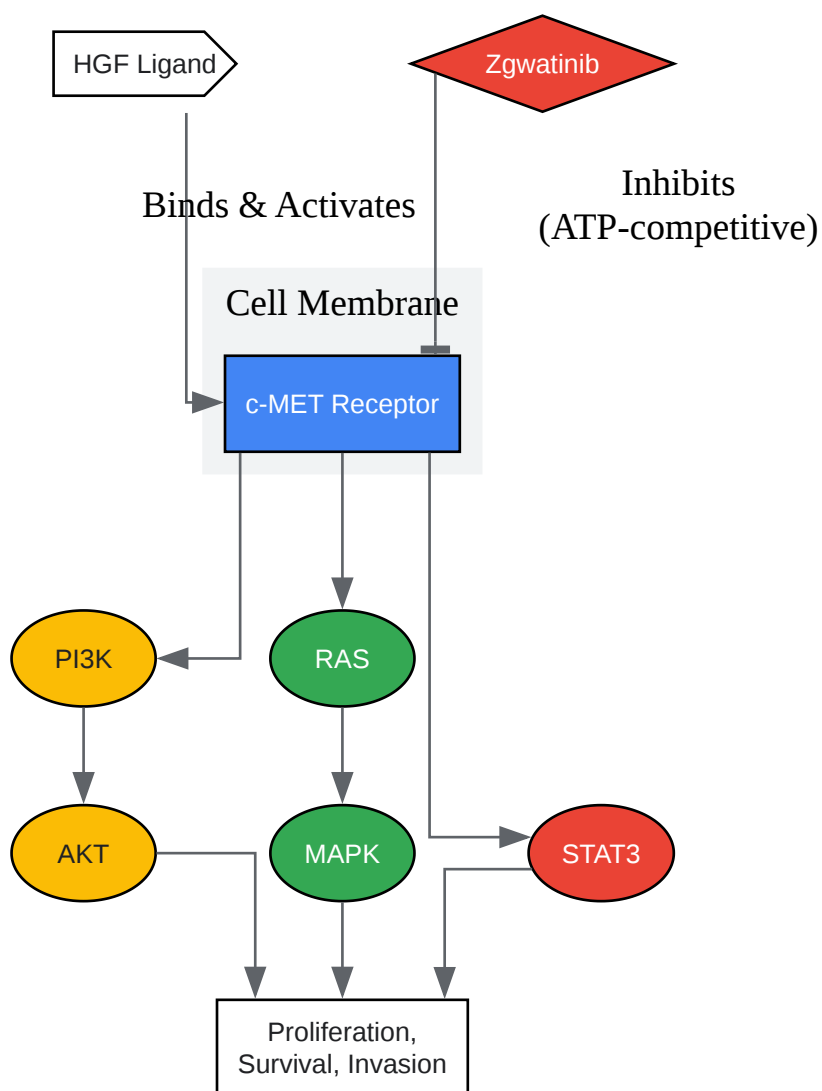 HGF Ligand
Zgwatinib
Binds & Activates
Inhibits
(ATP-competitive)
Cell Membrane
c-MET Receptor
PI3K
RAS
AKT
MAPK
STAT3
Proliferation,
Survival, Invasion